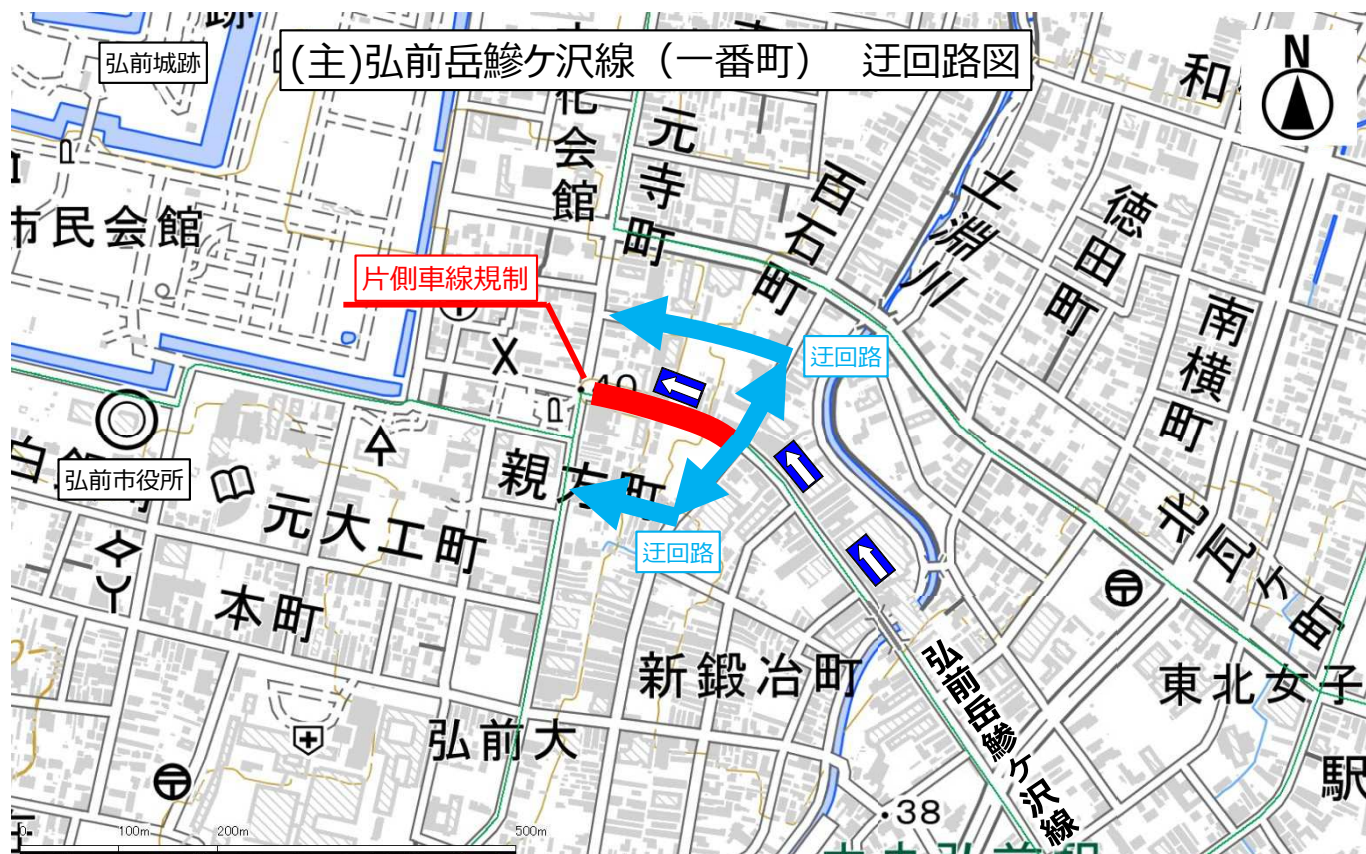 弘前城跡
(主)弘前岳鰺ケ沢線（一番町）　迂回路図
N
和
化会館
元寺町
百石町
土淵川
徳田町
市民会館
南横町
片側車線規制
迂回路
40
親方町
弘前市役所
元大工町
迂回路
北瓦ヶ町
本町
新鍛冶町
弘前岳鰺ケ沢線
東北女子
弘前大
駅
・38
100m
200m
500m